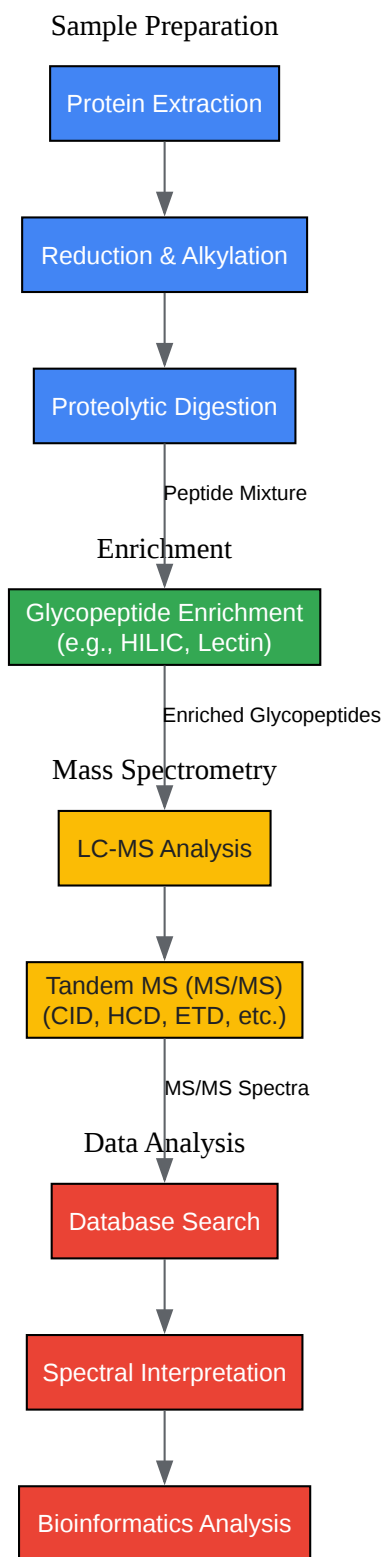 Sample Preparation
Protein Extraction
Reduction & Alkylation
Proteolytic Digestion
Peptide Mixture
Enrichment
Glycopeptide Enrichment
(e.g., HILIC, Lectin)
Enriched Glycopeptides
Mass Spectrometry
LC-MS Analysis
Tandem MS (MS/MS)
(CID, HCD, ETD, etc.)
MS/MS Spectra
Data Analysis
Database Search
Spectral Interpretation
Bioinformatics Analysis